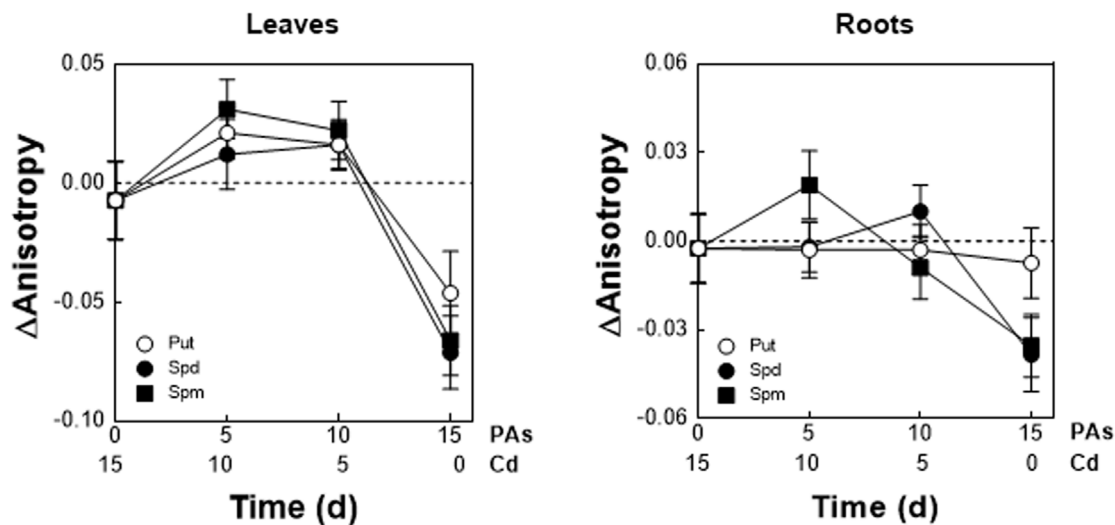 Leaves
0.05
0.00
-0.05
-0.10
ΔAnisotropy
Put
Spd
Spm
0 5 10 15 PAs
15 10 5 0 Cd
Time (d)
Roots
0.06
0.03
0.00
-0.03
-0.06
ΔAnisotropy
Put
Spd
Spm
0 5 10 15 PAs
15 10 5 0 Cd
Time (d)